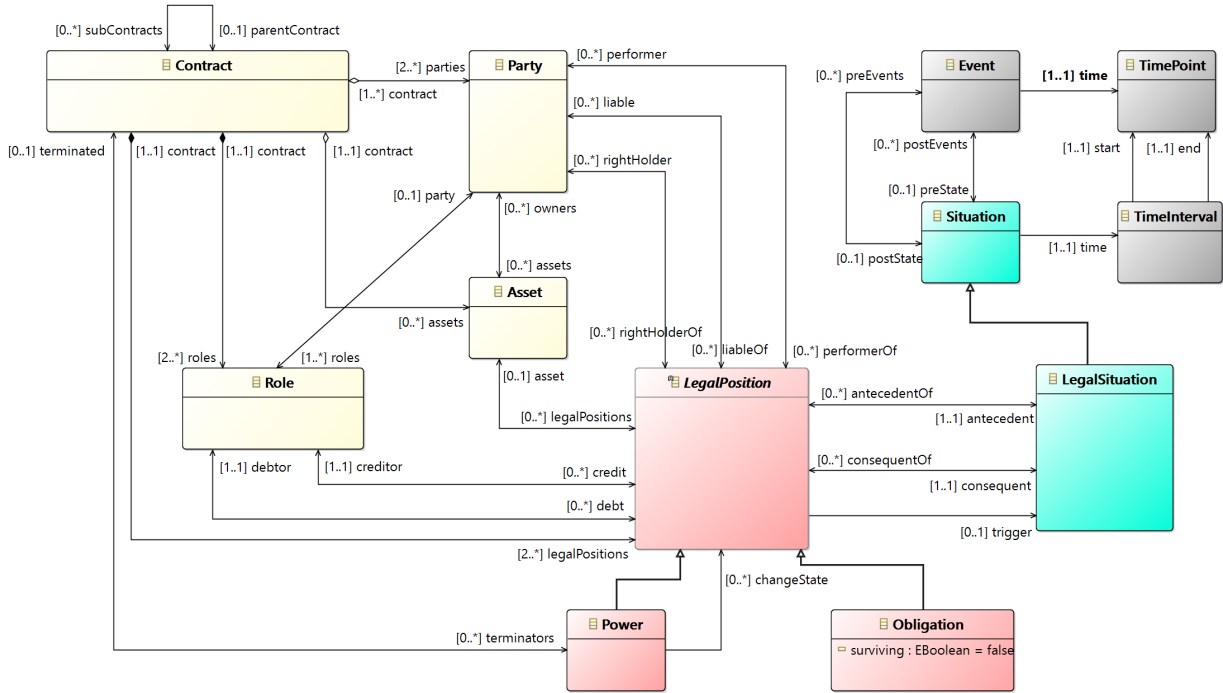 [0..*] subContracts
[0..1] parentContract
Contract
[2..*] parties
[1..*] contract
Party
[0..*] performer
[0..*] liable
[0..*] rightHolder
Event
TimePoint
[0..*] preEvents
[1..1] time
[0..*] postEvents
[1..1] start
[1..1] end
[0..1] terminated
[1..1] contract
[1..1] contract
[1..1] contract
[0..1] party
[0..*] owners
[0..1] preState
Situation
TimeInterval
[0..1] postState
[1..1] time
[0..*] assets
Asset
[0..*] assets
[0..*] rightHolderOf
[0..*] liableOf
[0..*] performerOf
[2..*] roles
[1..*] roles
[0..1] asset
Role
LegalPosition
LegalSituation
[0..*] antecedentOf
[1..1] antecedent
[0..*] legalPositions
[1..1] debtor
[1..1] creditor
[0..*] credit
[0..*] consequentOf
[1..1] consequent
[0..*] debt
[0..1] trigger
[2..*] legalPositions
[0..*] changeState
[0..*] terminators
Power
Obligation
surviving : EBoolean = false